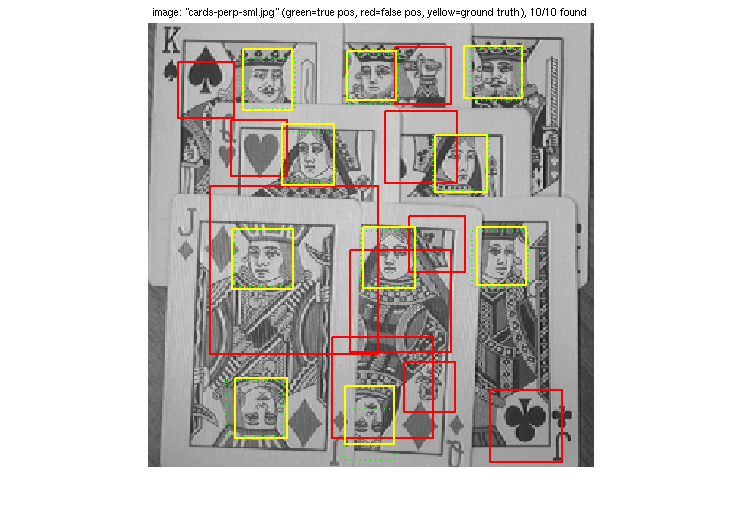 image: "cards-perp-sml.jpg" (green=true pos, red=false pos, yellow=ground truth), 10/10 found
K
Q
J
J
Q